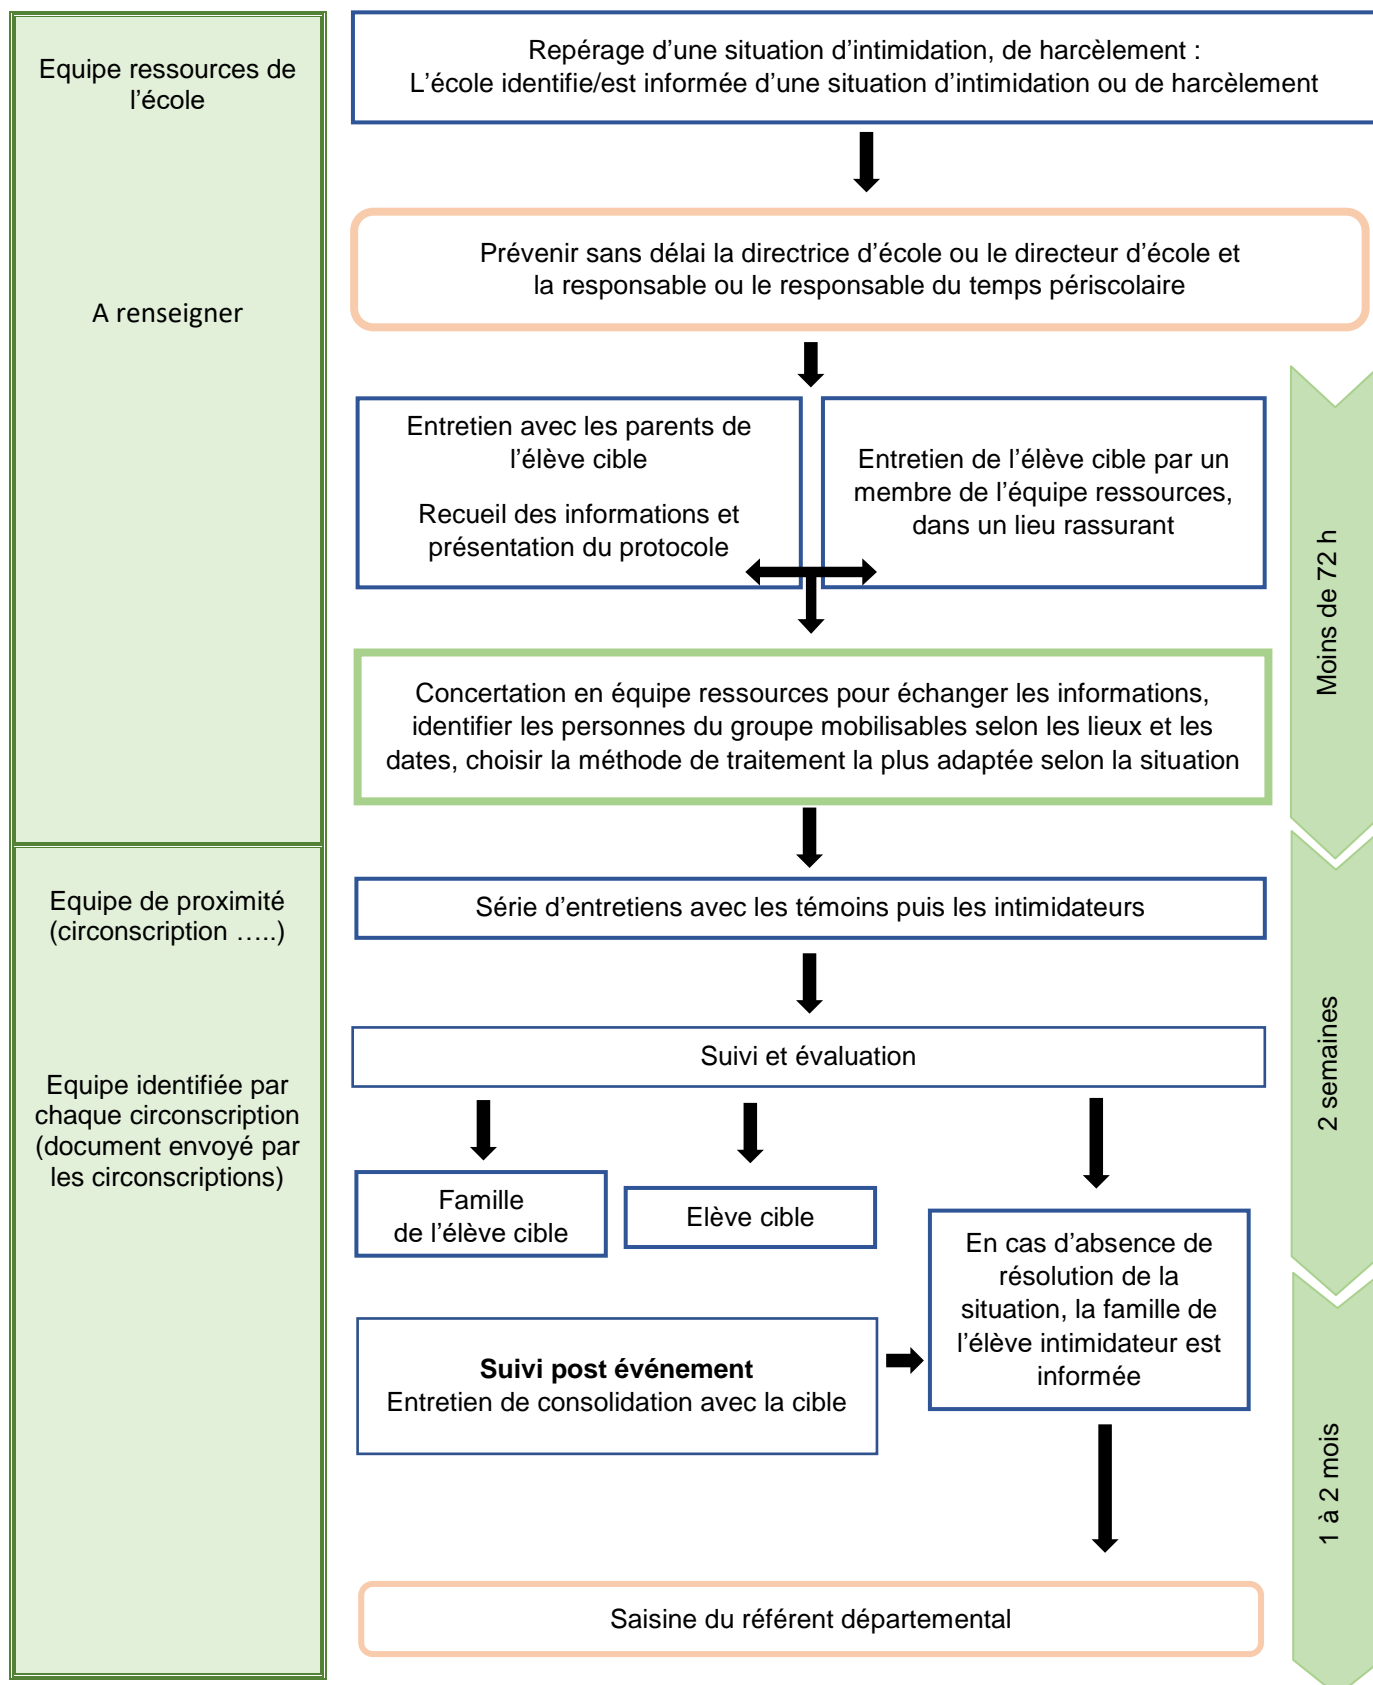 Equipe ressources de
l’école
A renseigner
Repérage d’une situation d’intimidation, de harcèlement :
L’école identifie/est informée d’une situation d’intimidation ou de harcèlement
Prévenir sans délai la directrice d’école ou le directeur d’école et
la responsable ou le responsable du temps périscolaire
Entretien avec les parents de
l’élève cible
Recueil des informations et
présentation du protocole
Entretien de l’élève cible par un
membre de l’équipe ressources,
dans un lieu rassurant
Concertation en équipe ressources pour échanger les informations,
identifier les personnes du groupe mobilisables selon les lieux et les
dates, choisir la méthode de traitement la plus adaptée selon la situation
Moins de 72 h
Equipe de proximité
(circonscription …..)
Equipe identifiée par
chaque circonscription
(document envoyé par
les circonscriptions)
Série d’entretiens avec les témoins puis les intimidateurs
Suivi et évaluation
Famille
de l’élève cible
Elève cible
En cas d’absence de
résolution de la
situation, la famille de
l’élève intimidateur est
informée
2 semaines
Suivi post événement
Entretien de consolidation avec la cible
1 à 2 mois
Saisine du référent départemental